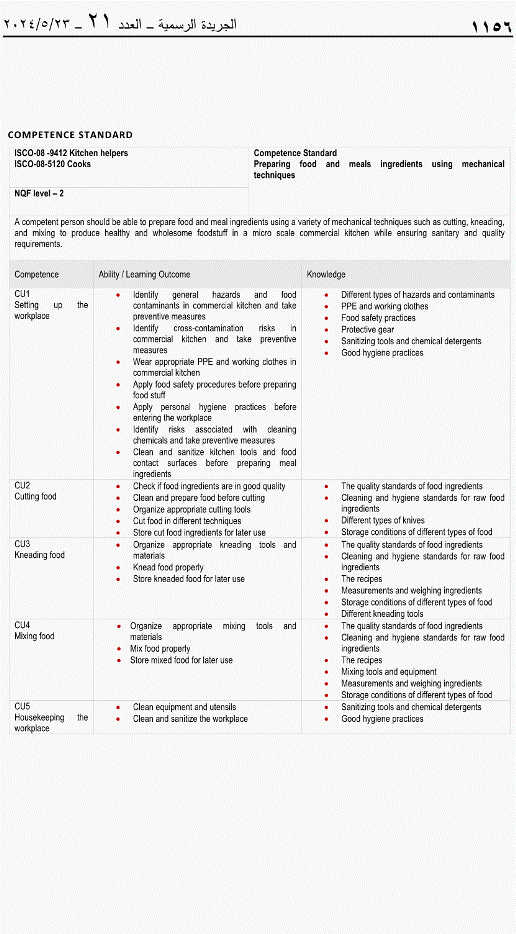 ١١٥٦ الجريدة الرسمية ـ العدد ٢١ ـ ٢٠٢٤/٥/٢٣
COMPETENCE STANDARD
ISCO-08 -9412 Kitchen helpers
ISCO-08-5120 Cooks
Competence Standard
Preparing food and meals ingredients using mechanical
techniques
NQF level – 2
A competent person should be able to prepare food and meal ingredients using a variety of mechanical techniques such as cutting, kneading,
and mixing to produce healthy and wholesome foodstuff in a micro scale commercial kitchen while ensuring sanitary and quality
requirements.
Competence
Ability / Learning Outcome
Knowledge
CU1
Setting up the
workplace
• Identify general hazards and food
contaminants in commercial kitchen and take
preventive measures
• Identify cross-contamination risks in
commercial kitchen and take preventive
measures
• Wear appropriate PPE and working clothes in
commercial kitchen
• Apply food safety procedures before preparing
food stuff
• Apply personal hygiene practices before
entering the workplace
• Identify risks associated with cleaning
chemicals and take preventive measures
• Clean and sanitize kitchen tools and food
contact surfaces before preparing meal
ingredients
• Different types of hazards and contaminants
• PPE and working clothes
• Food safety practices
• Protective gear
• Sanitizing tools and chemical detergents
• Good hygiene practices
CU2
Cutting food
• Check if food ingredients are in good quality
• Clean and prepare food before cutting
• Organize appropriate cutting tools
• Cut food in different techniques
• Store cut food ingredients for later use
• The quality standards of food ingredients
• Cleaning and hygiene standards for raw food
ingredients
• Different types of knives
• Storage conditions of different types of food
CU3
Kneading food
• Organize appropriate kneading tools and
materials
• Knead food properly
• Store kneaded food for later use
• The quality standards of food ingredients
• Cleaning and hygiene standards for raw food
ingredients
• The recipes
• Measurements and weighing ingredients
• Storage conditions of different types of food
• Different kneading tools
CU4
Mixing food
• Organize appropriate mixing tools and
materials
• Mix food properly
• Store mixed food for later use
• The quality standards of food ingredients
• Cleaning and hygiene standards for raw food
ingredients
• The recipes
• Mixing tools and equipment
• Measurements and weighing ingredients
• Storage conditions of different types of food
CU5
Housekeeping the
workplace
• Clean equipment and utensils
• Clean and sanitize the workplace
• Sanitizing tools and chemical detergents
• Good hygiene practices